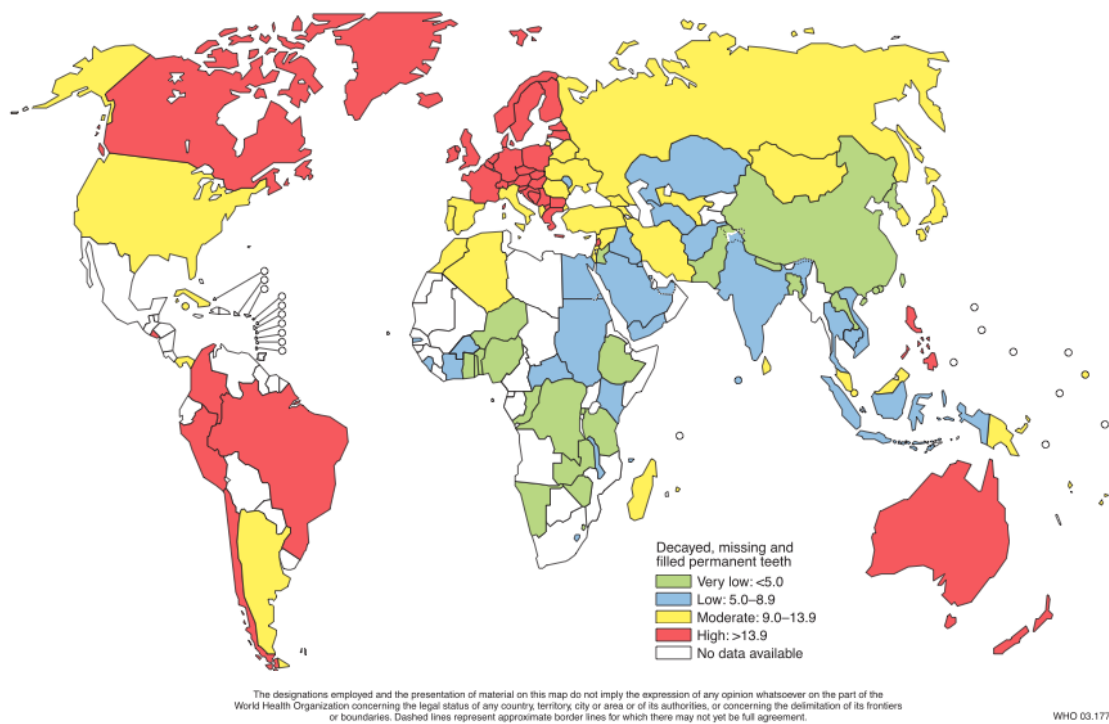 Decayed, missing and
filled permanent teeth
Very low: <5.0
Low: 5.0–8.9
Moderate: 9.0–13.9
High: >13.9
No data available
The designations employed and the presentation of material on this map do not imply the expression of any opinion whatsoever on the part of the
World Health Organization concerning the legal status of any country, territory, city or area or of its authorities, or concerning the delimitation of its frontiers
or boundaries. Dashed lines represent approximate border lines for which there may not yet be full agreement.
WHO 03.177